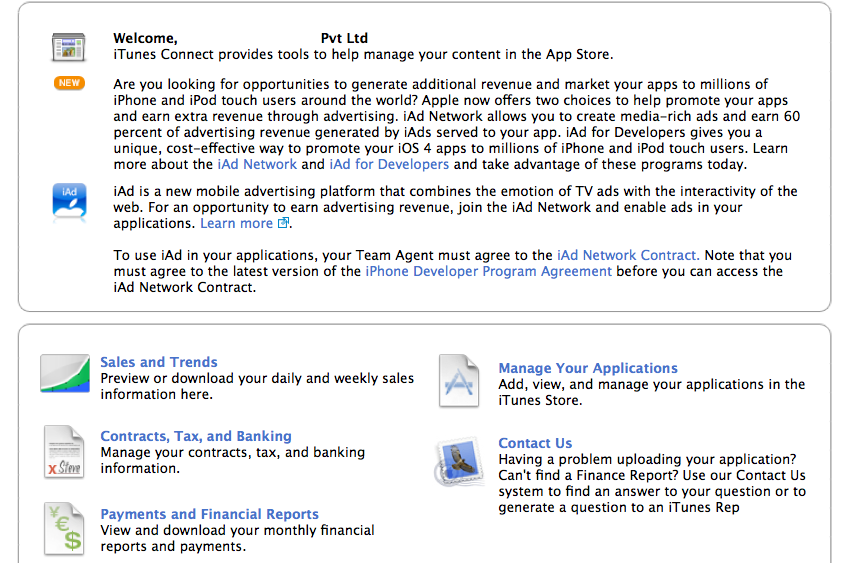 Welcome, Pvt Ltd
iTunes Connect provides tools to help manage your content in the App Store.
NEW
Are you looking for opportunities to generate additional revenue and market your apps to millions of
iPhone and iPod touch users around the world? Apple now offers two choices to help promote your apps
and earn extra revenue through advertising. iAd Network allows you to create media-rich ads and earn 60
percent of advertising revenue generated by iAds served to your app. iAd for Developers gives you a
unique, cost-effective way to promote your iOS 4 apps to millions of iPhone and iPod touch users. Learn
more about the iAd Network and iAd for Developers and take advantage of these programs today.
iAd
iAd is a new mobile advertising platform that combines the emotion of TV ads with the interactivity of the
web. For an opportunity to earn advertising revenue, join the iAd Network and enable ads in your
applications. Learn more.
To use iAd in your applications, your Team Agent must agree to the iAd Network Contract. Note that you
must agree to the latest version of the iPhone Developer Program Agreement before you can access the
iAd Network Contract.
Sales and Trends
Preview or download your daily and weekly sales
information here.
Contracts, Tax, and Banking
Manage your contracts, tax, and banking
information.
x Steve
Payments and Financial Reports
View and download your monthly financial
reports and payments.
¥
€
$
Manage Your Applications
Add, view, and manage your applications in the
iTunes Store.
Contact Us
Having a problem uploading your application?
Can't find a Finance Report? Use our Contact Us
system to find an answer to your question or to
generate a question to an iTunes Rep